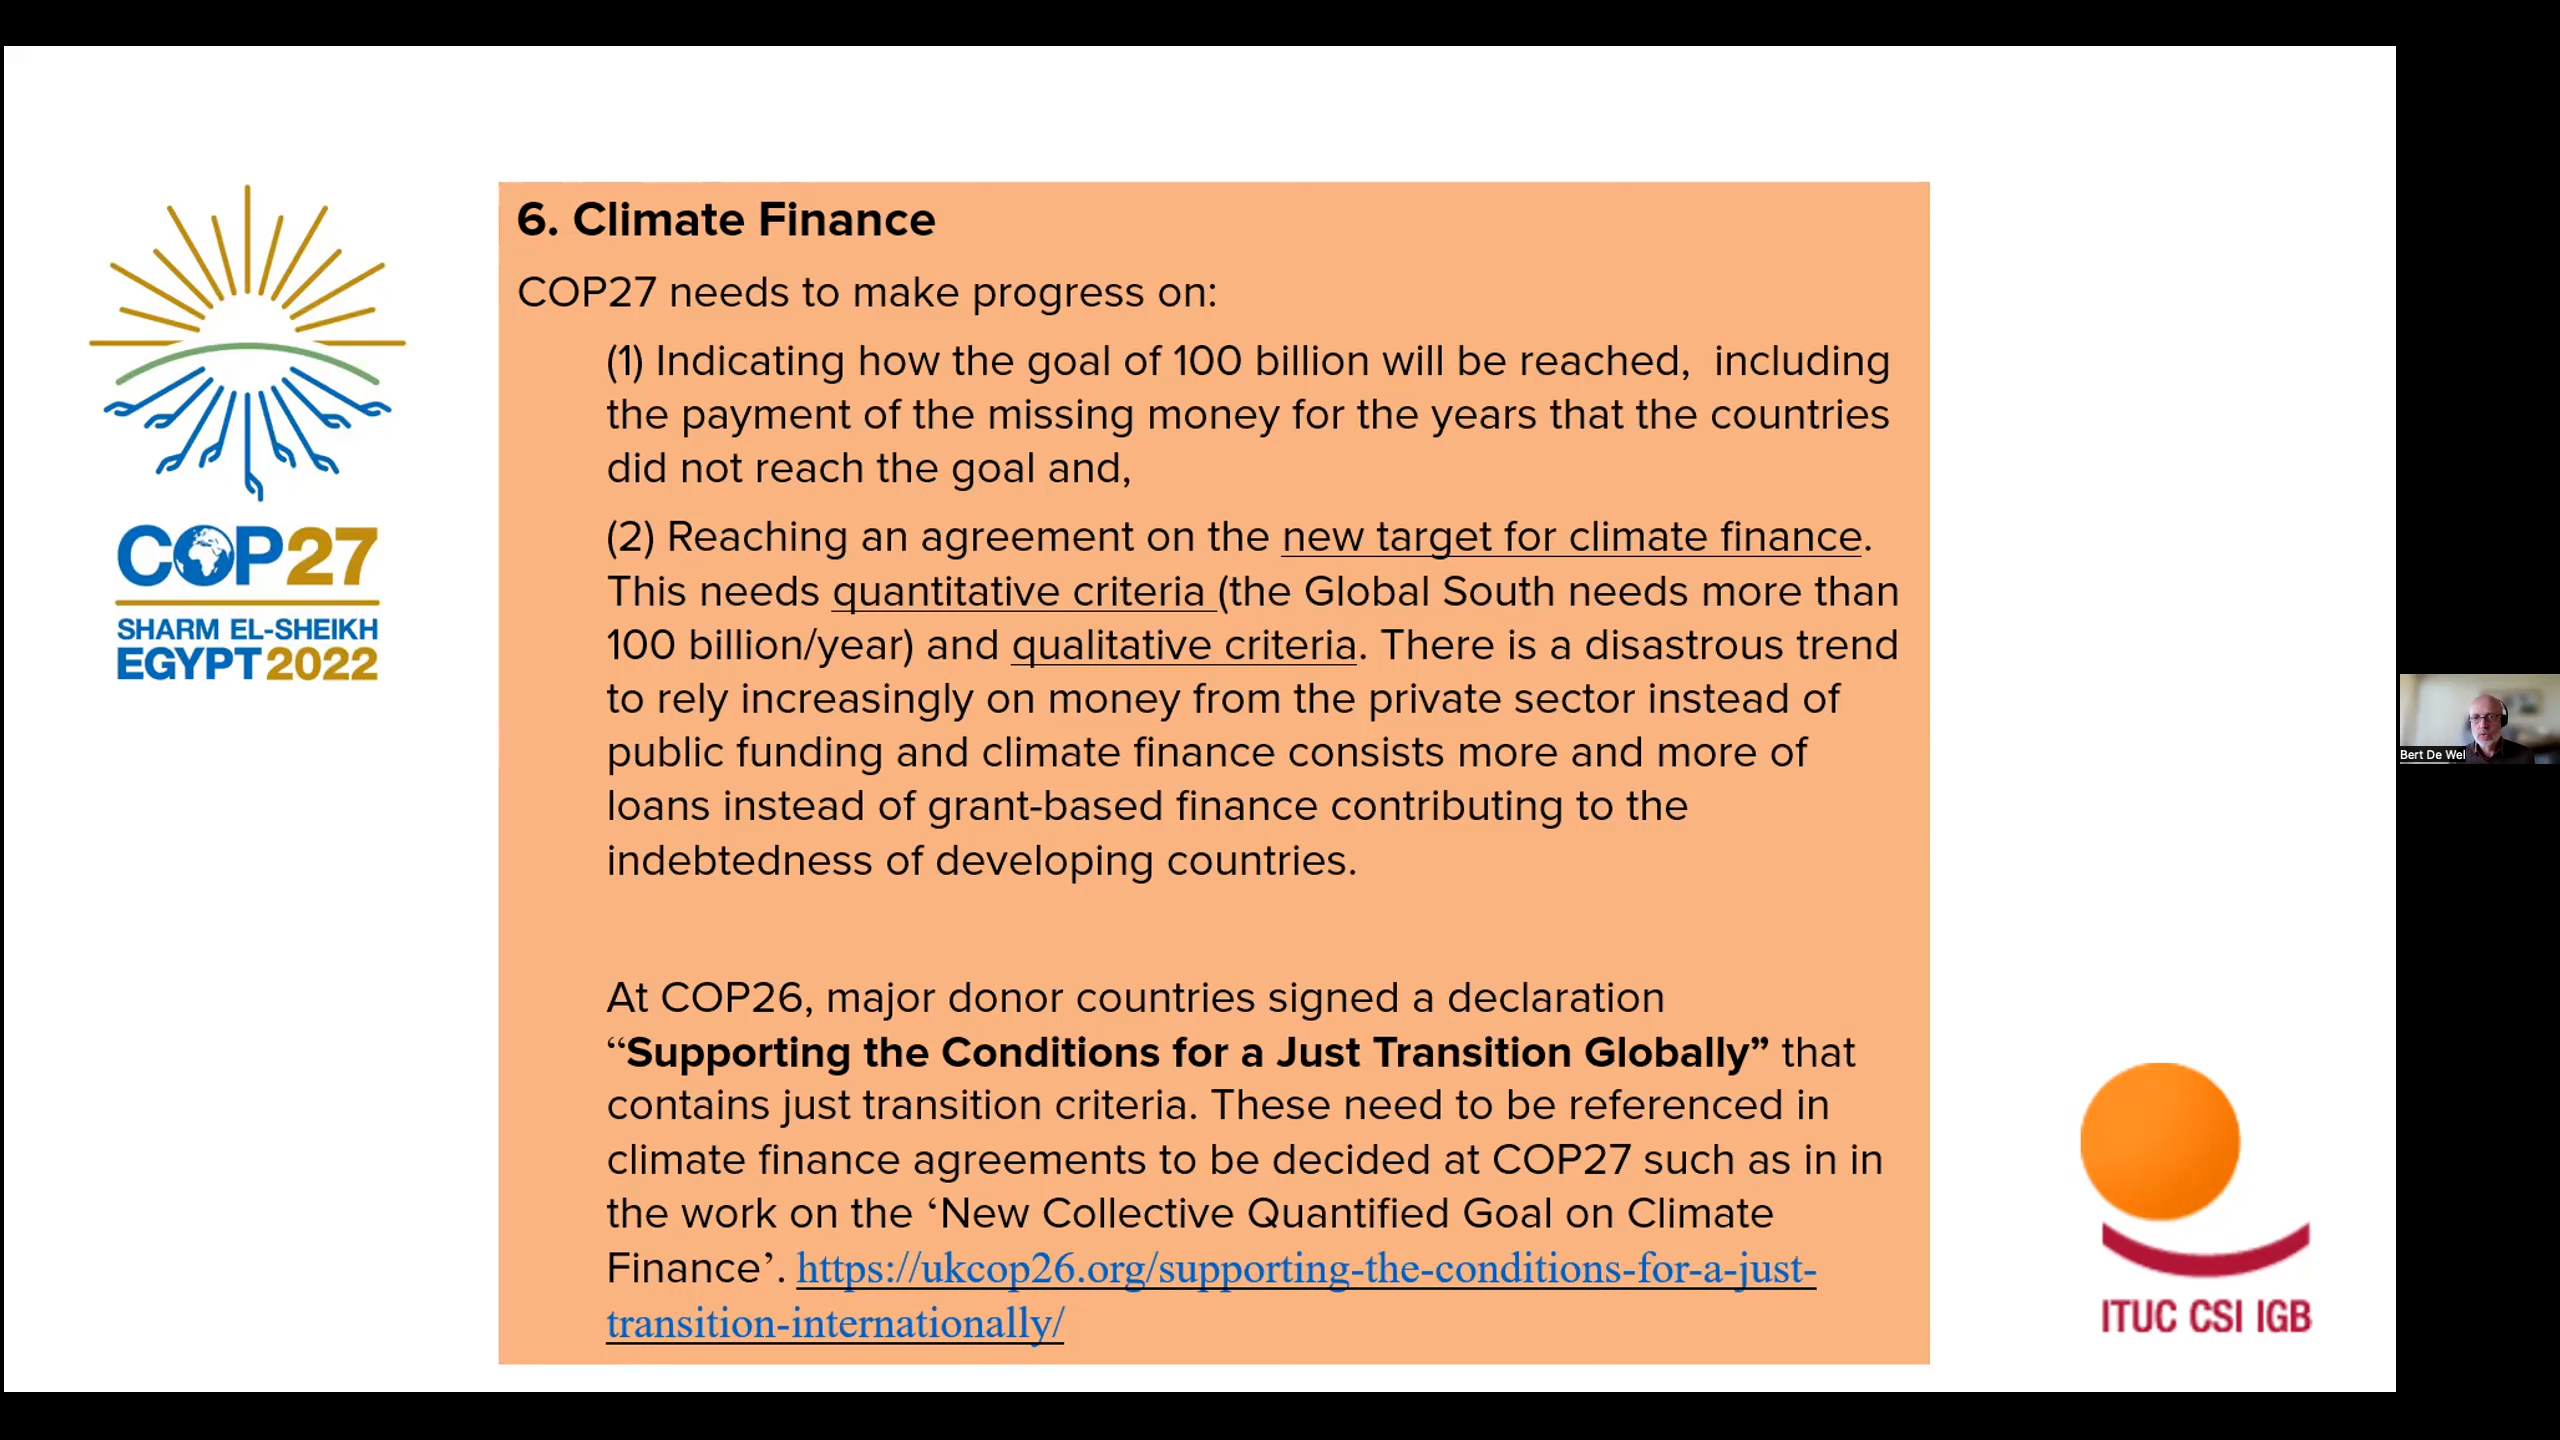 6. Climate Finance
COP27 needs to make progress on:
(1) Indicating how the goal of 100 billion will be reached,  including
the payment of the missing money for the years that the countries
did not reach the goal and,
(2) Reaching an agreement on the new target for climate finance.
This needs quantitative criteria (the Global South needs more than
100 billion/year) and qualitative criteria. There is a disastrous trend
to rely increasingly on money from the private sector instead of
public funding and climate finance consists more and more of
loans instead of grant-based finance contributing to the
indebtedness of developing countries.
At COP26, major donor countries signed a declaration
“Supporting the Conditions for a Just Transition Globally” that
contains just transition criteria. These need to be referenced in
climate finance agreements to be decided at COP27 such as in in
the work on the ‘New Collective Quantified Goal on Climate
Finance’. https://ukcop26.org/supporting-the-conditions-for-a-just-
transition-internationally/
COP27
SHARM EL-SHEIKH
EGYPT 2022
ITUC CSI IGB
Bert De Wel